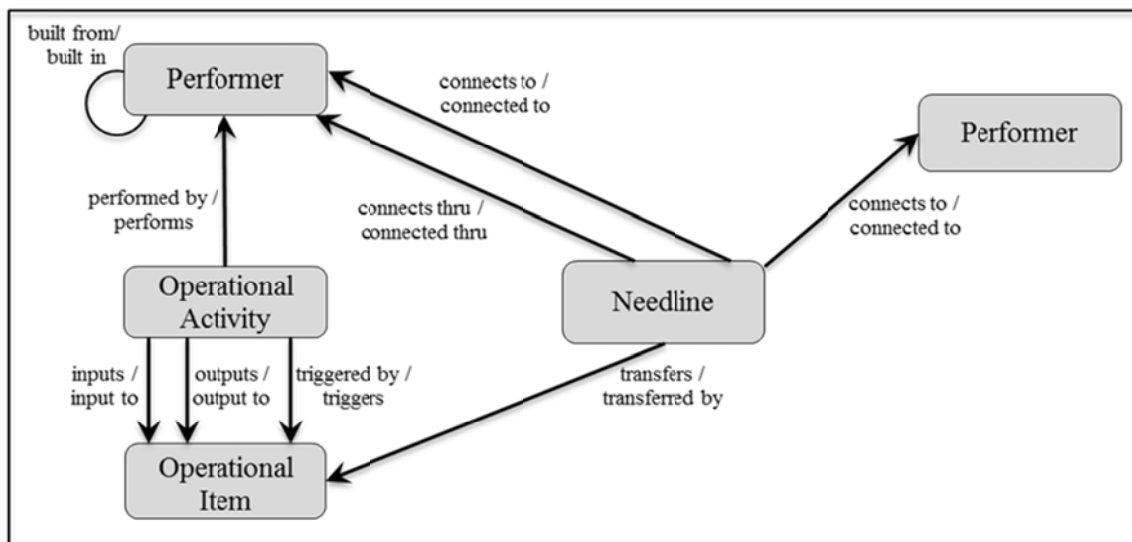 built from/
built in
Performer
connects to /
connected to
Performer
performed by /
performs
connects thru /
connected thru
connects to /
connected to
Operational
Activity
Needline
inputs /
input to
outputs /
output to
triggered by /
triggers
transfers /
transferred by
Operational
Item